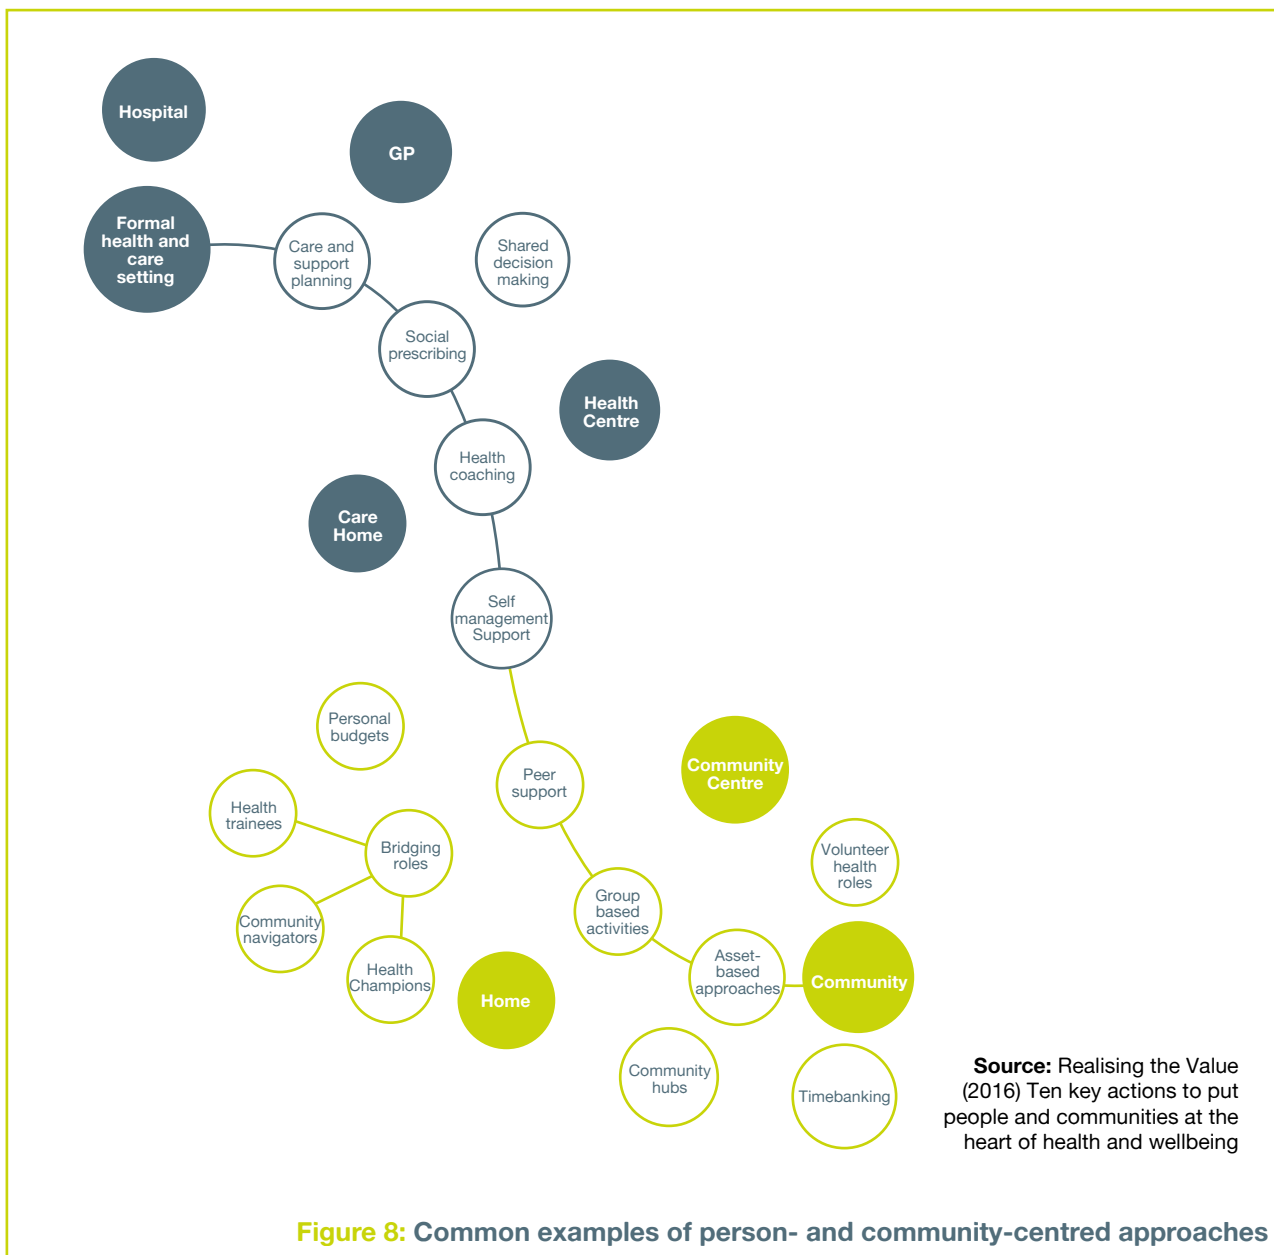 Hospital
GP
Formal
health and
care
setting
Care and
support
planning
Shared
decision
making
Social
prescribing
Health
Centre
Health
coaching
Care
Home
Self
management
Support
Personal
budgets
Peer
support
Community
Centre
Health
trainees
Bridging
roles
Volunteer
health
roles
Community
navigators
Group
based
activities
Health
Champions
Home
Asset-
based
approaches
Community
Community
hubs
Timebanking
Source: Realising the Value
(2016) Ten key actions to put
people and communities at the
heart of health and wellbeing
Figure 8: Common examples of person- and community-centred approaches